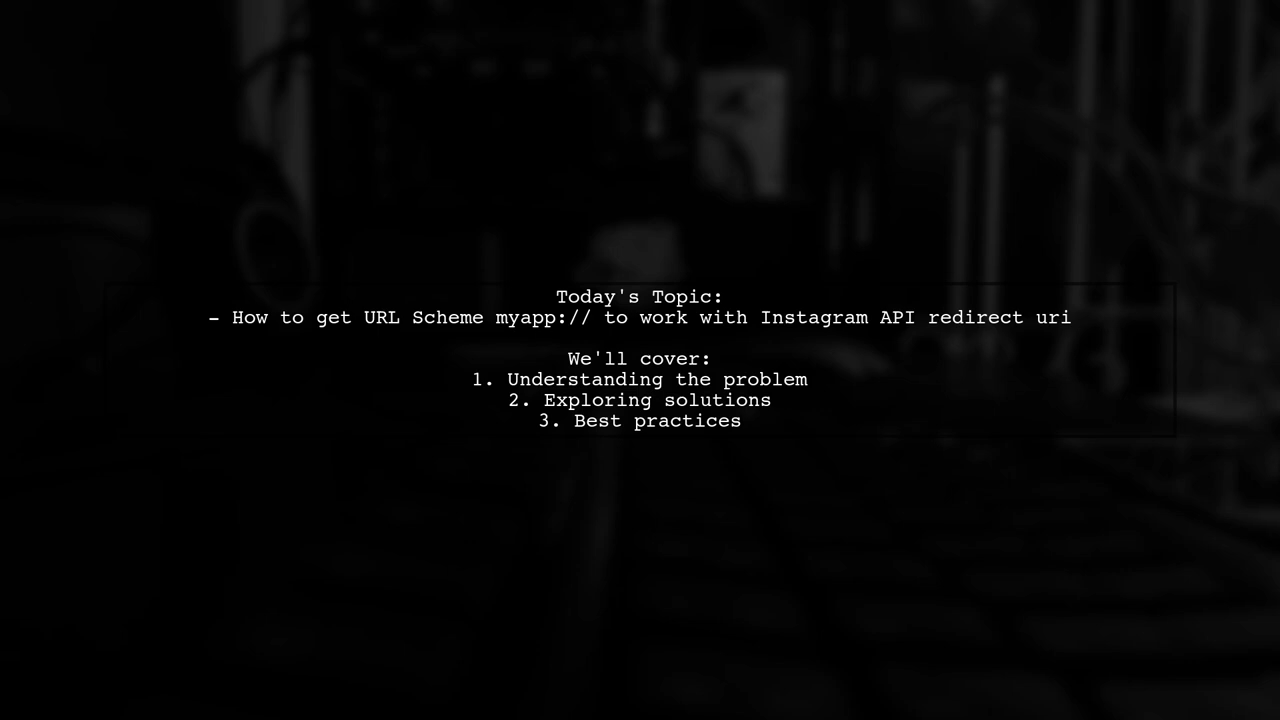 Today's Topic:
- How to get URL Scheme myapp:// to work with Instagram API redirect uri
We'll cover:
1. Understanding the problem
2. Exploring solutions
3. Best practices